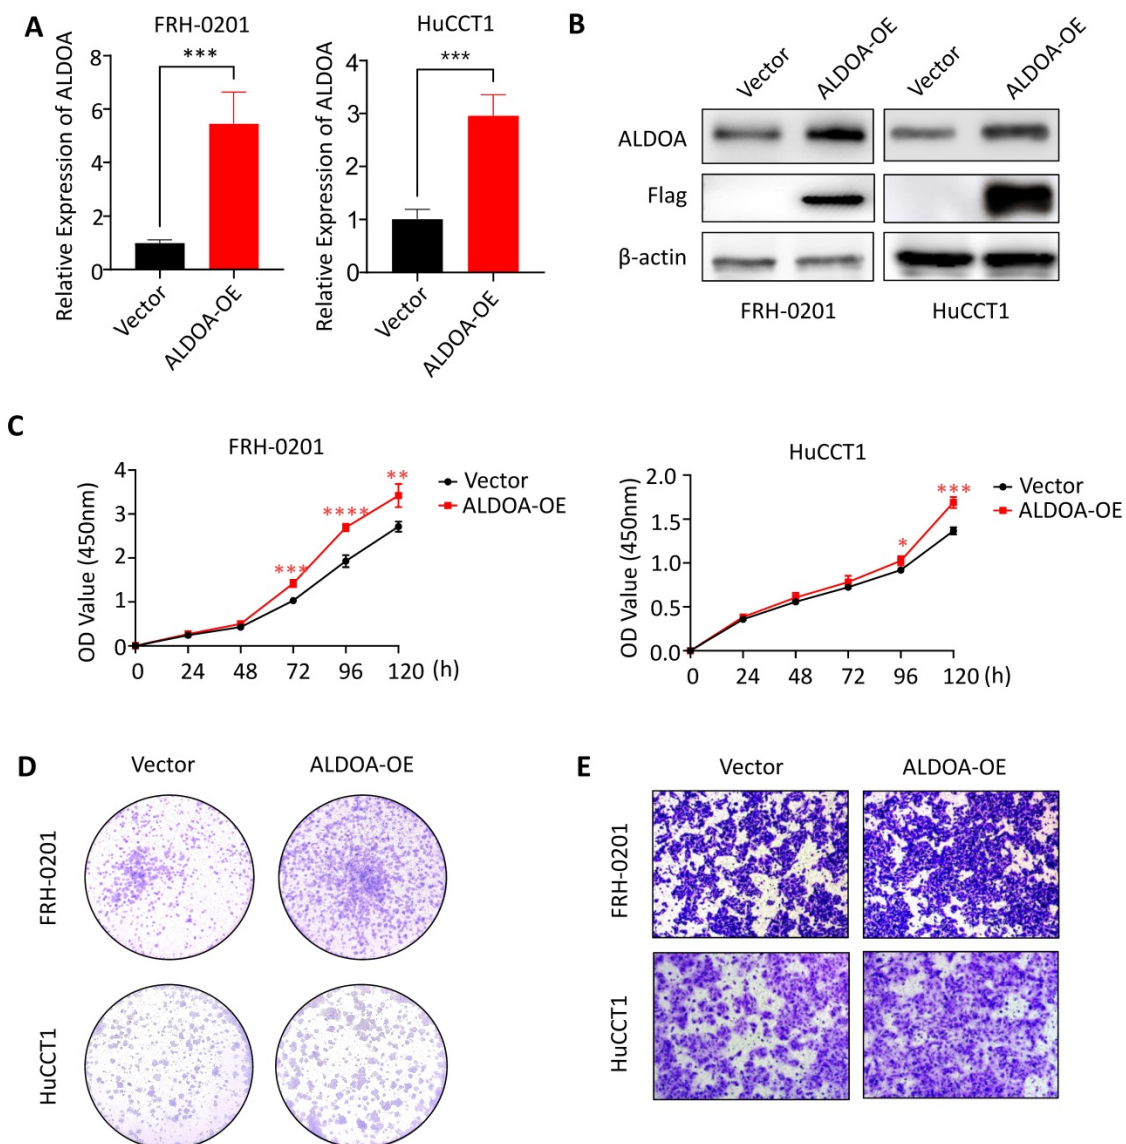 A
FRH-0201
Relative Expression of ALDOA
8
6
4
2
0
***
Vector
ALDOA-OE
HuCCT1
Relative Expression of ALDOA
4
3
2
1
0
***
Vector
ALDOA-OE
B
Vector
ALDOA-OE
Vector
ALDOA-OE
ALDOA
Flag
β-actin
FRH-0201
HuCCT1
C
FRH-0201
OD Value (450nm)
4
3
2
1
0
0 24 48 72 96 120 (h)
***
****
**
Vector
ALDOA-OE
HuCCT1
OD Value (450nm)
2.0
1.5
1.0
0.5
0.0
0 24 48 72 96 120 (h)
*
***
Vector
ALDOA-OE
D
Vector
ALDOA-OE
FRH-0201
HuCCT1
E
Vector
ALDOA-OE
FRH-0201
HuCCT1